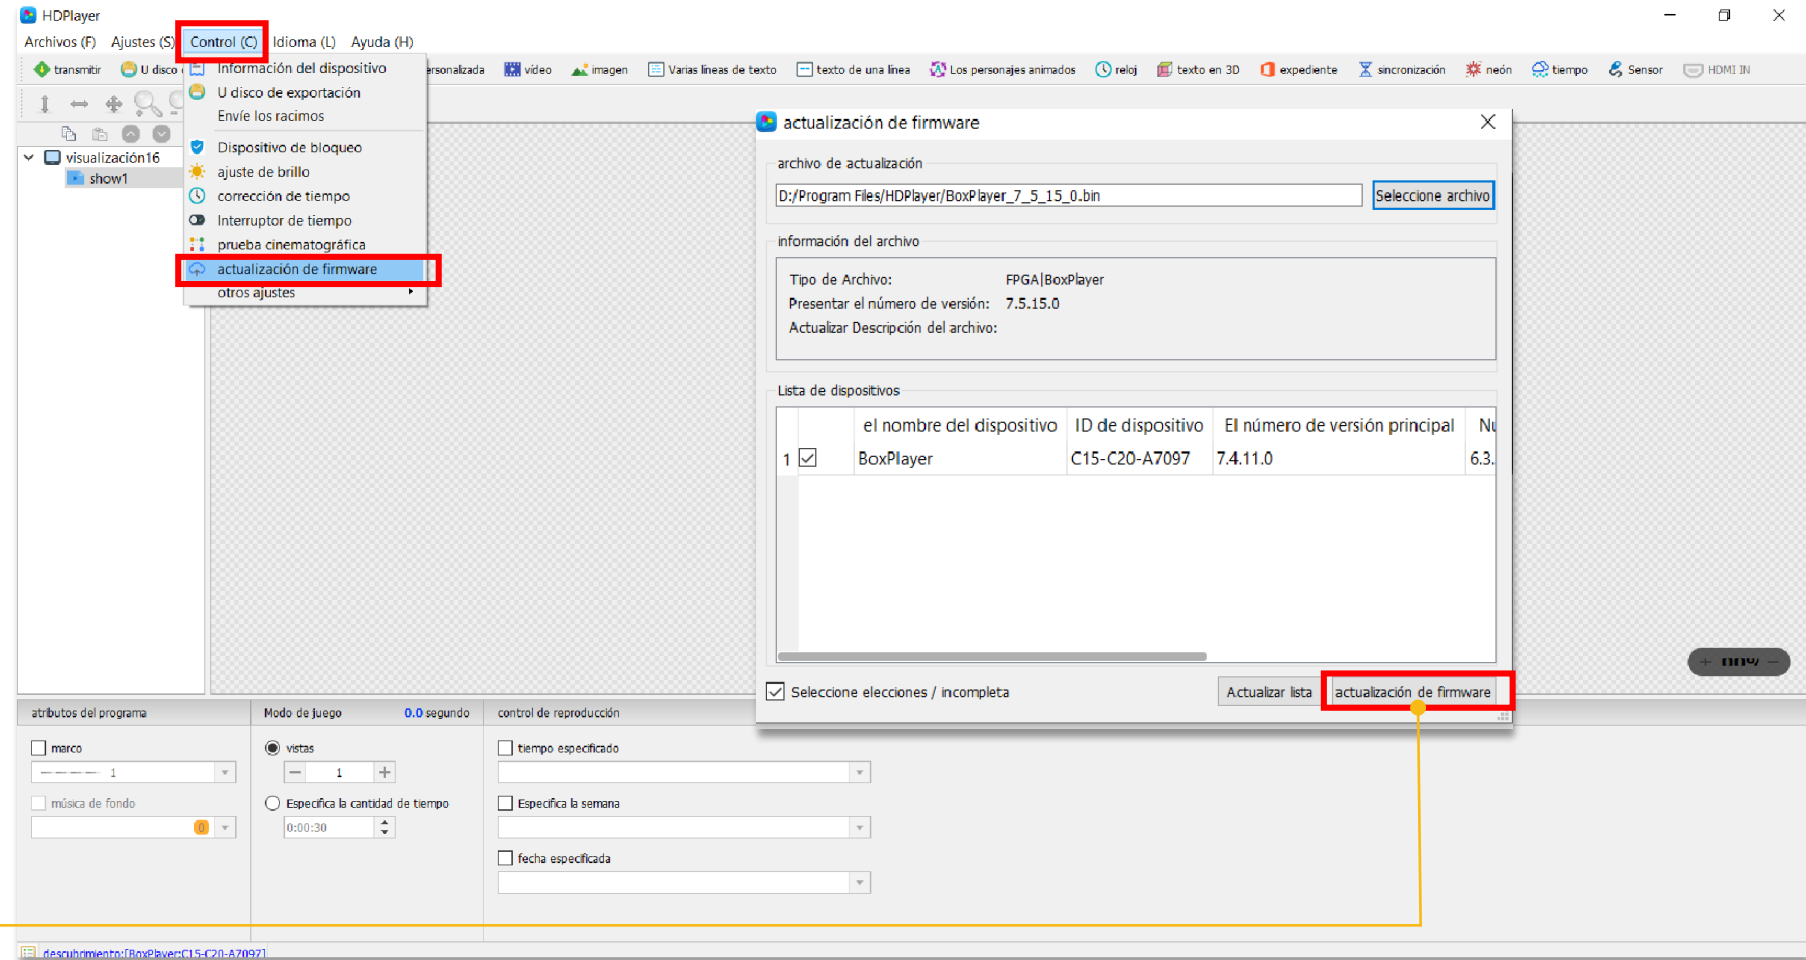 HDPlayer
Archivos (F) Ajustes (S) Control (C) Idioma (L) Ayuda (H)
transmitir U disco ersonalizada vídeo imagen Varias líneas de texto texto de una línea Los personajes animados reloj texto en 3D expediente sincronización neón tiempo Sensor HDMI IN
Información del dispositivo
U disco de exportación
Envíe los racimos
Dispositivo de bloqueo
ajuste de brillo
corrección de tiempo
Interruptor de tiempo
prueba cinematográfica
actualización de firmware
otros ajustes
visualización16
show1
actualización de firmware
archivo de actualización
D:/Program Files/HDPlayer/BoxPlayer_7_5_15_0.bin Seleccione archivo
información del archivo
Tipo de Archivo: FPGA|BoxPlayer
Presentar el número de versión: 7.5.15.0
Actualizar Descripción del archivo:
Lista de dispositivos
el nombre del dispositivo ID de dispositivo El número de versión principal Nú
1 BoxPlayer C15-C20-A7097 7.4.11.0 6.3.
Seleccione elecciones / incompleta Actualizar lista actualización de firmware
atributos del programa Modo de juego 0.0 segundo control de reproducción
marco vistas tiempo especificado
1 1
música de fondo Especifica la cantidad de tiempo Especifica la semana
0 0:00:30
fecha especificada
descubrimiento:[BoxPlayer:C15-C20-A7097]